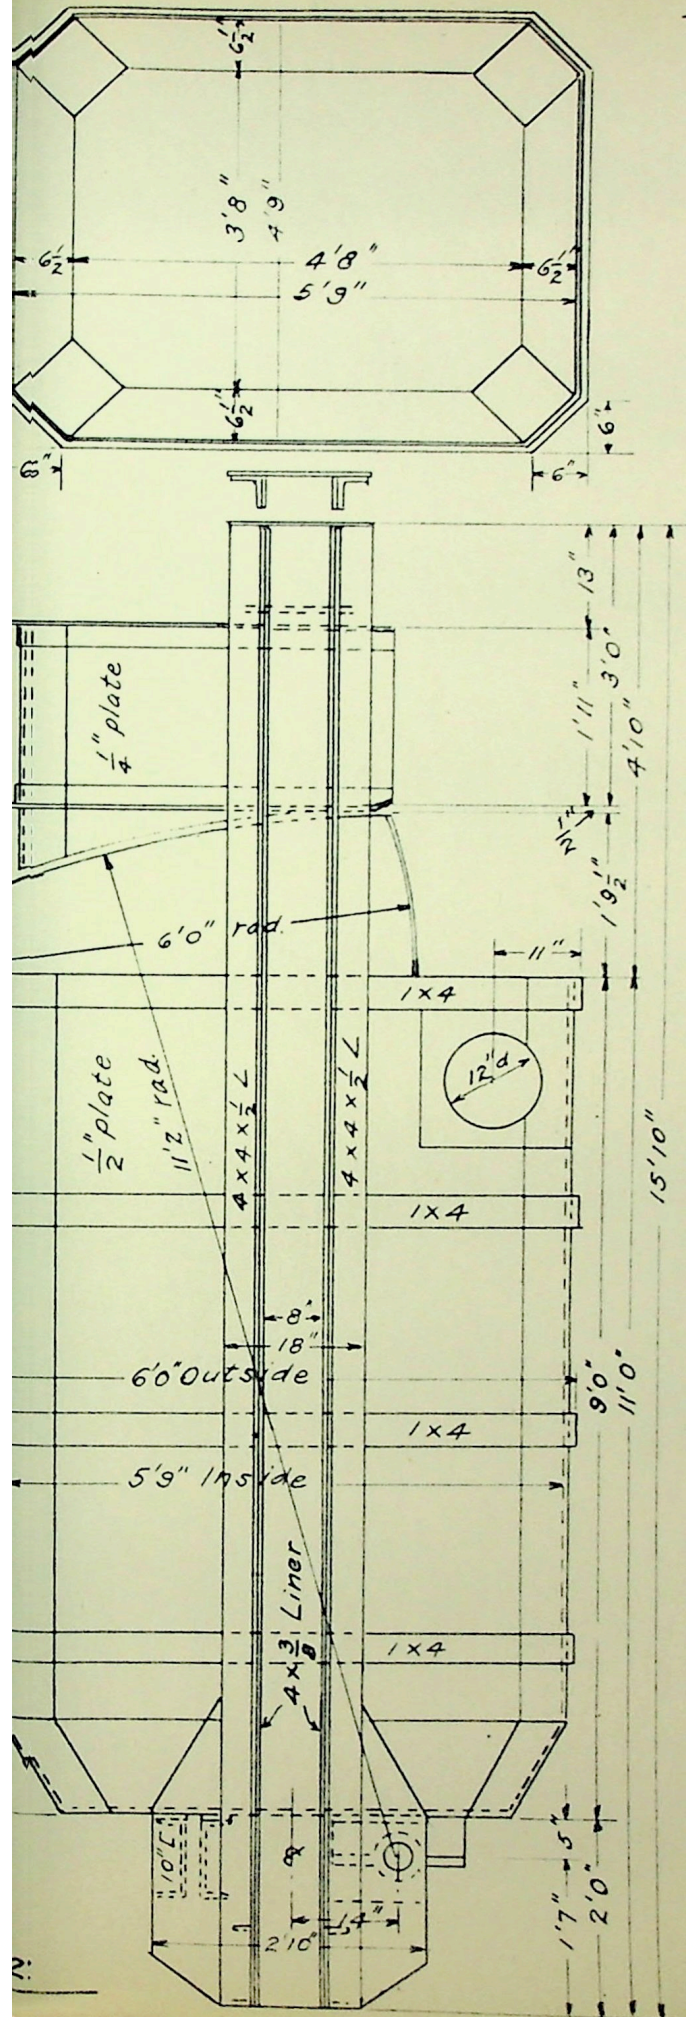 6½"
3'8"
4'9"
6½" 4'8" 6½"
5'9"
6½"
6"
6" 6"
13"
3'0"
1'11"
4'10"
¼" plate
½"
1'9½"
6'0" rad.
11"
1×4
12"d
½" plate
11'2" rad.
4×4×½ L
4×4×½ L
15'10"
1×4
8"
18"
6'0" Outside
9'0"
11'0"
1×4
5'9" Inside
4×⅜ Liner
1×4
10" [
5"
14"
1'7"
2'0"
2'10"